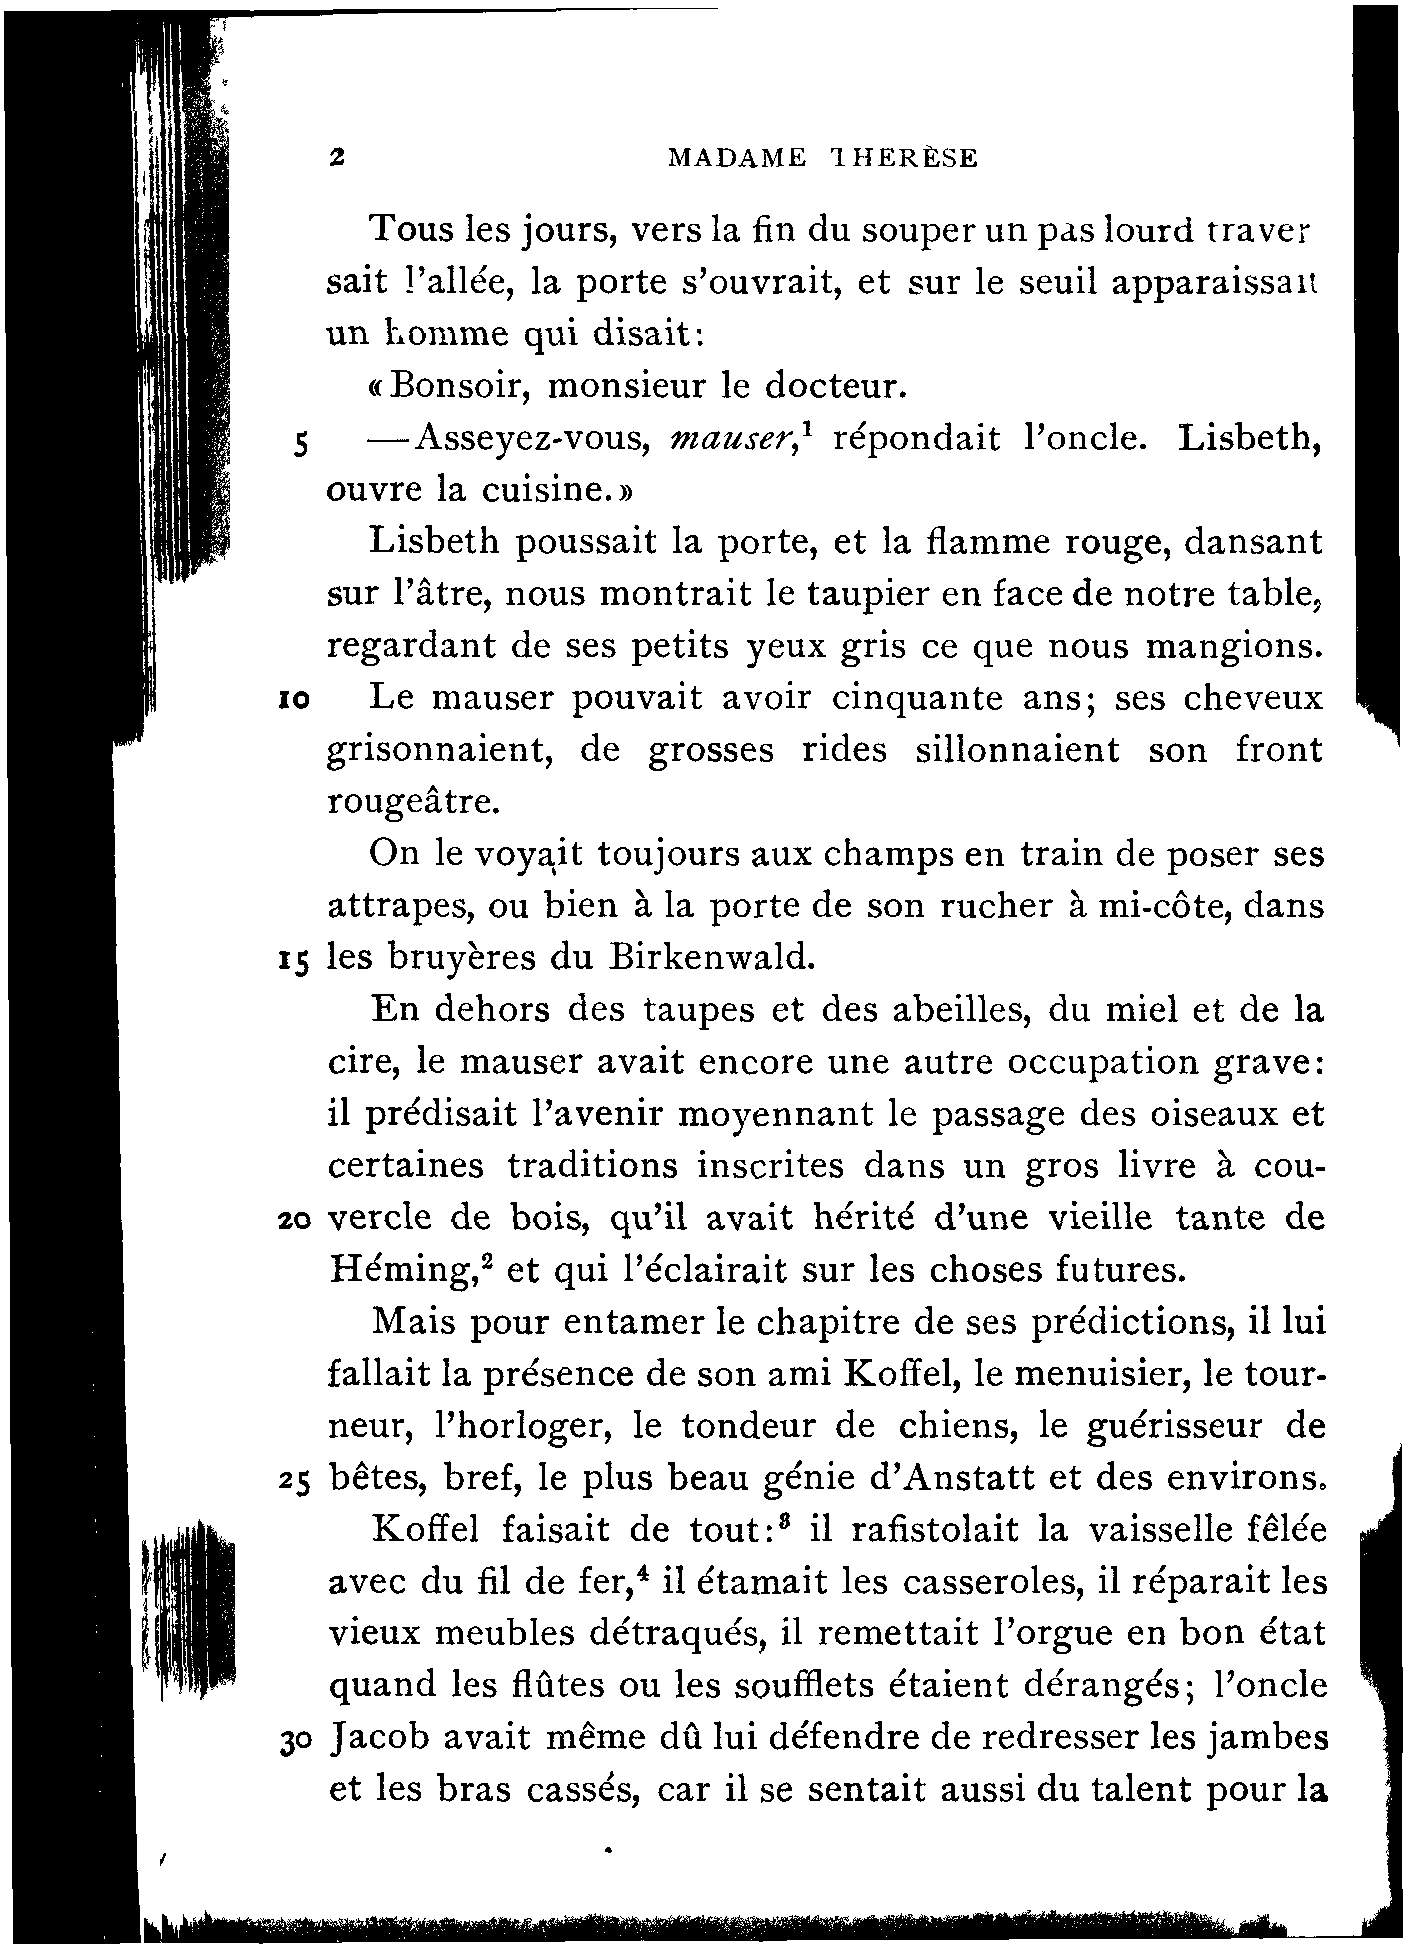 2 MADAME THERÈSE
Tous les jours, vers la fin du souper un pas lourd traver
sait l'allée, la porte s'ouvrait, et sur le seuil apparaissait
un homme qui disait:
«Bonsoir, monsieur le docteur.
5 —Asseyez-vous, mauser,¹ répondait l'oncle. Lisbeth,
ouvre la cuisine.»
Lisbeth poussait la porte, et la flamme rouge, dansant
sur l'âtre, nous montrait le taupier en face de notre table,
regardant de ses petits yeux gris ce que nous mangions.
10 Le mauser pouvait avoir cinquante ans; ses cheveux
grisonnaient, de grosses rides sillonnaient son front
rougeâtre.
On le voyait toujours aux champs en train de poser ses
attrapes, ou bien à la porte de son rucher à mi-côte, dans
15 les bruyères du Birkenwald.
En dehors des taupes et des abeilles, du miel et de la
cire, le mauser avait encore une autre occupation grave:
il prédisait l'avenir moyennant le passage des oiseaux et
certaines traditions inscrites dans un gros livre à cou-
20 vercle de bois, qu'il avait hérité d'une vieille tante de
Héming,² et qui l'éclairait sur les choses futures.
Mais pour entamer le chapitre de ses prédictions, il lui
fallait la présence de son ami Koffel, le menuisier, le tour-
neur, l'horloger, le tondeur de chiens, le guérisseur de
25 bêtes, bref, le plus beau génie d'Anstatt et des environs.
Koffel faisait de tout:³ il rafistolait la vaisselle fêlée
avec du fil de fer,⁴ il étamait les casseroles, il réparait les
vieux meubles détraqués, il remettait l'orgue en bon état
quand les flûtes ou les soufflets étaient dérangés; l'oncle
30 Jacob avait même dû lui défendre de redresser les jambes
et les bras cassés, car il se sentait aussi du talent pour la